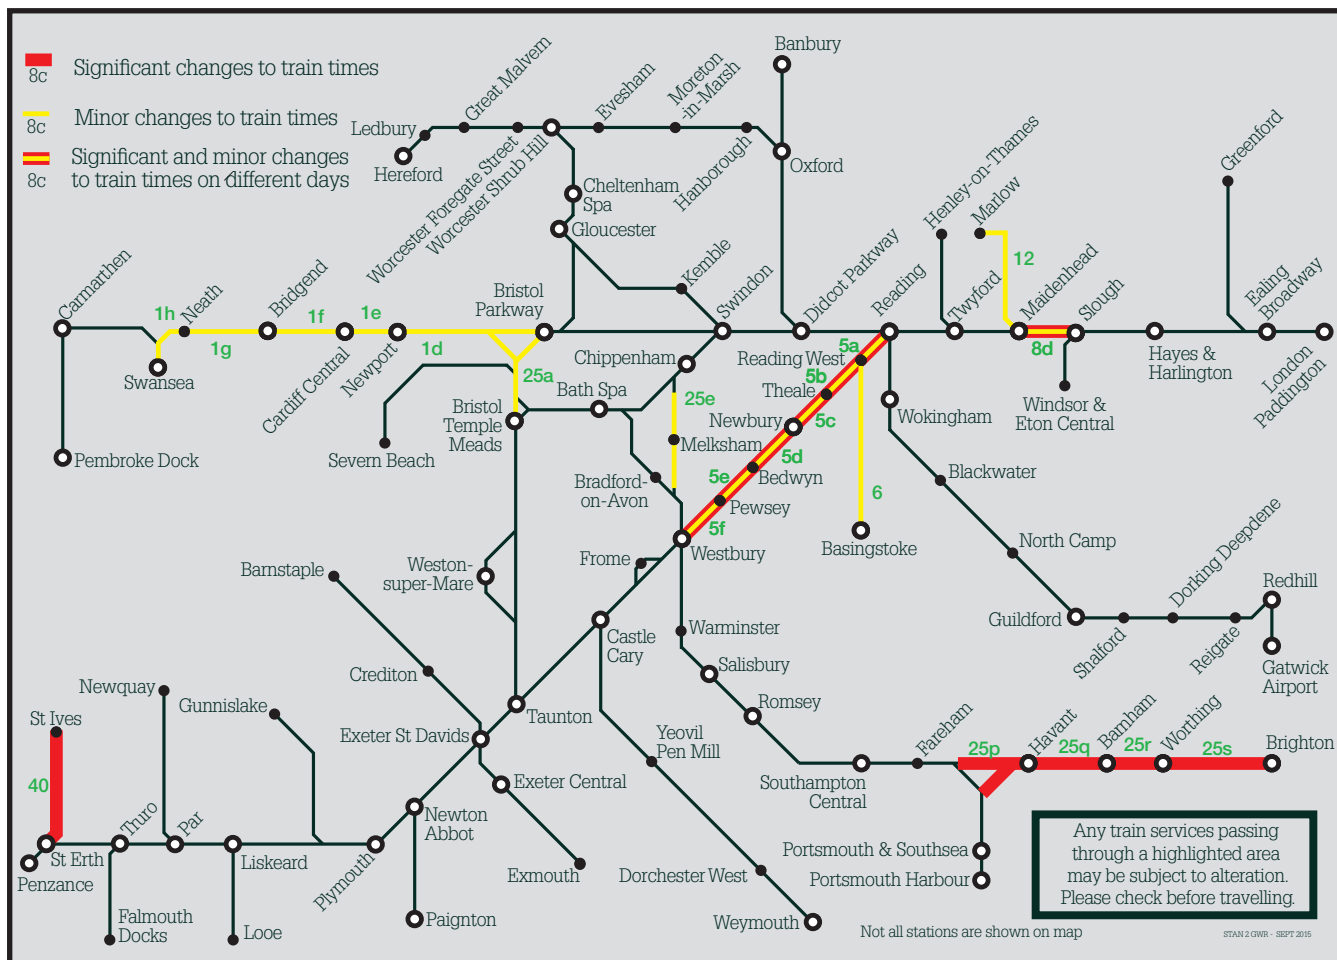 8c
Significant changes to train times
8c
Minor changes to train times
8c
Significant and minor changes
to train times on different days
Banbury
Ledbury
Great Malvern
Evesham
Moreton
-in-Marsh
Hereford
Worcester Foregate Street
Worcester Shrub Hill
Hanborough
Oxford
Cheltenham
Spa
Gloucester
Henley-on-Thames
Marlow
Greenford
Carmarthen
1h
Neath
Bridgend
1f
1e
Bristol
Parkway
Kemble
Swindon
Didcot Parkway
Reading
Twyford
12
Maidenhead
Slough
Ealing
Broadway
Swansea
1g
Cardiff Central
Newport
1d
25a
Chippenham
Reading West
5a
8d
Hayes &
Harlington
London
Paddington
Bath Spa
25e
Theale
5b
Windsor &
Eton Central
Pembroke Dock
Severn Beach
Bristol
Temple
Meads
Melksham
Newbury
5c
Wokingham
5d
Bradford-
on-Avon
5e
Bedwyn
Blackwater
Pewsey
6
5f
Westbury
Basingstoke
North Camp
Frome
Barnstaple
Weston-
super-Mare
Dorking Deepdene
Redhill
Castle
Cary
Warminster
Guildford
Shalford
Reigate
Gatwick
Airport
Crediton
Salisbury
Newquay
Gunnislake
St Ives
Taunton
Romsey
Exeter St Davids
Yeovil
Pen Mill
Fareham
25p
Havant
25q
Barnham
25r
Worthing
25s
Brighton
40
Exeter Central
Southampton
Central
Newton
Abbot
Truro
Par
St Erth
Penzance
Liskeard
Plymouth
Exmouth
Dorchester West
Portsmouth & Southsea
Portsmouth Harbour
Any train services passing
through a highlighted area
may be subject to alteration.
Please check before travelling.
Falmouth
Docks
Looe
Paignton
Weymouth
Not all stations are shown on map
STAN 2 GWR - SEPT 2015